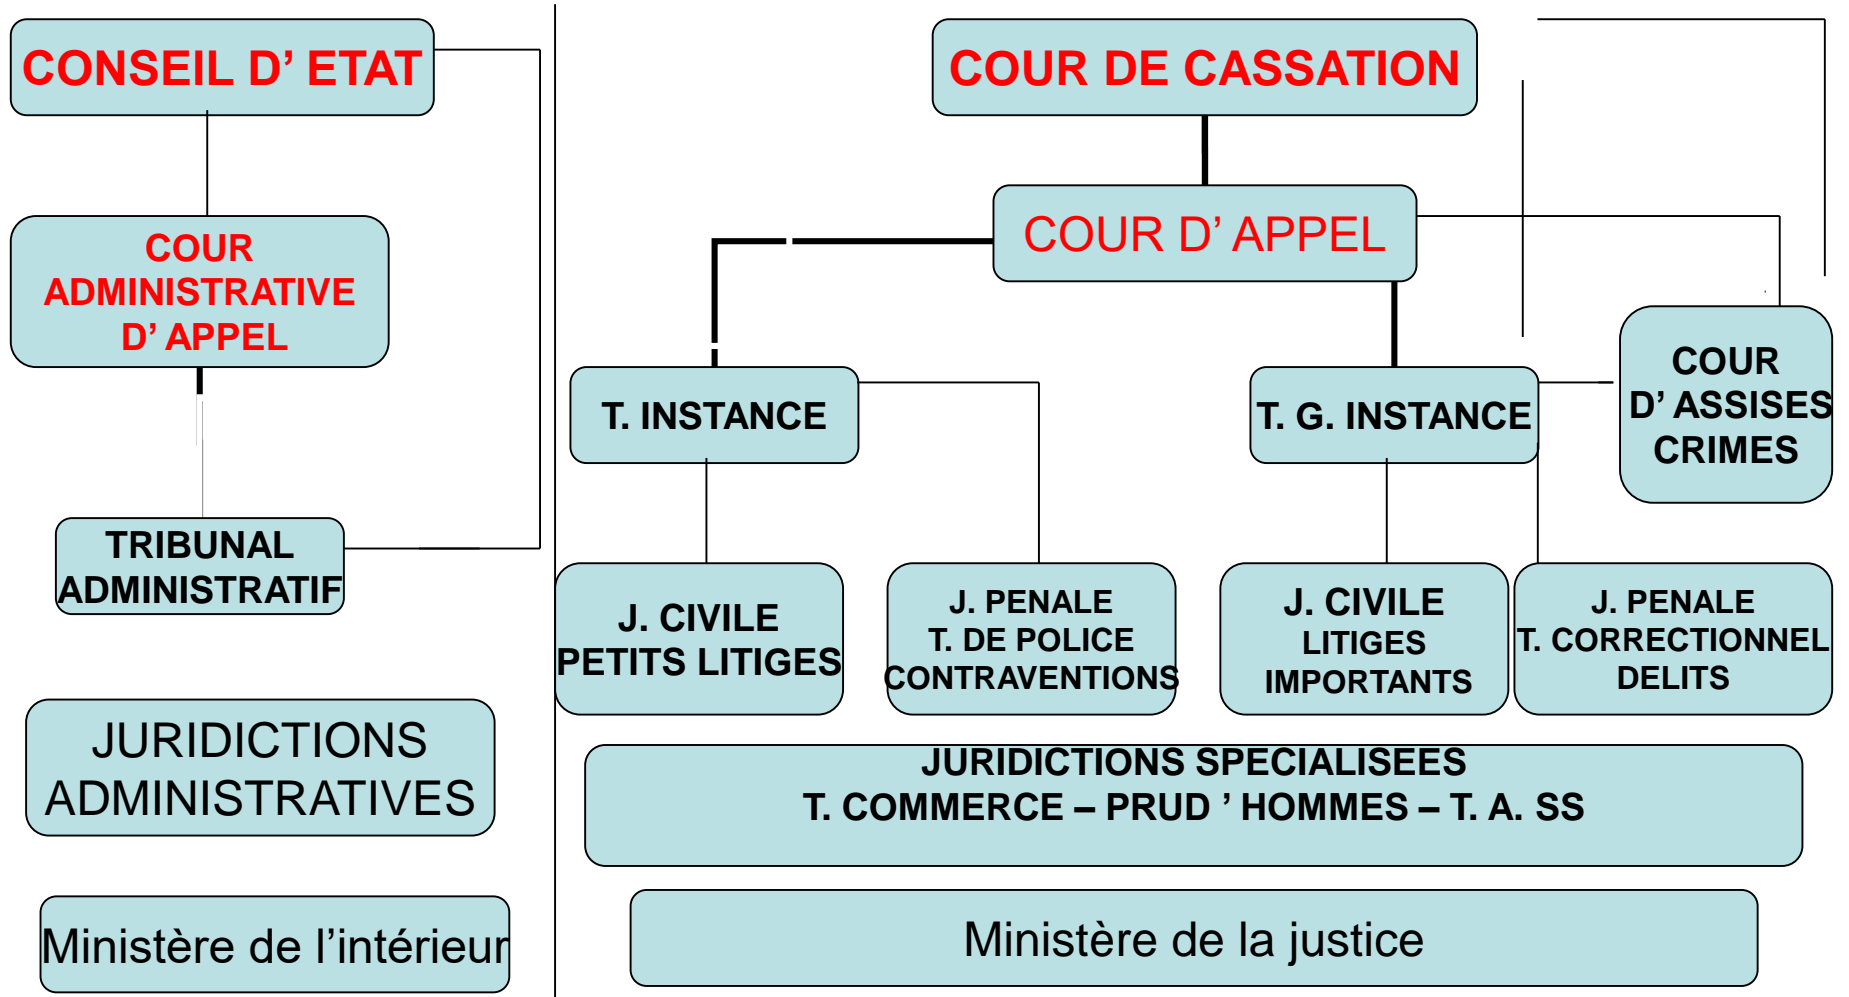 CONSEIL D’ ETAT
COUR
ADMINISTRATIVE
D’ APPEL
TRIBUNAL
ADMINISTRATIF
JURIDICTIONS
ADMINISTRATIVES
Ministère de l’intérieur
COUR DE CASSATION
COUR D’ APPEL
T. INSTANCE
T. G. INSTANCE
COUR
D’ ASSISES
CRIMES
J. CIVILE
PETITS LITIGES
J. PENALE
T. DE POLICE
CONTRAVENTIONS
J. CIVILE
LITIGES
IMPORTANTS
J. PENALE
T. CORRECTIONNEL
DELITS
JURIDICTIONS SPECIALISEES
T. COMMERCE – PRUD ’ HOMMES – T. A. SS
Ministère de la justice